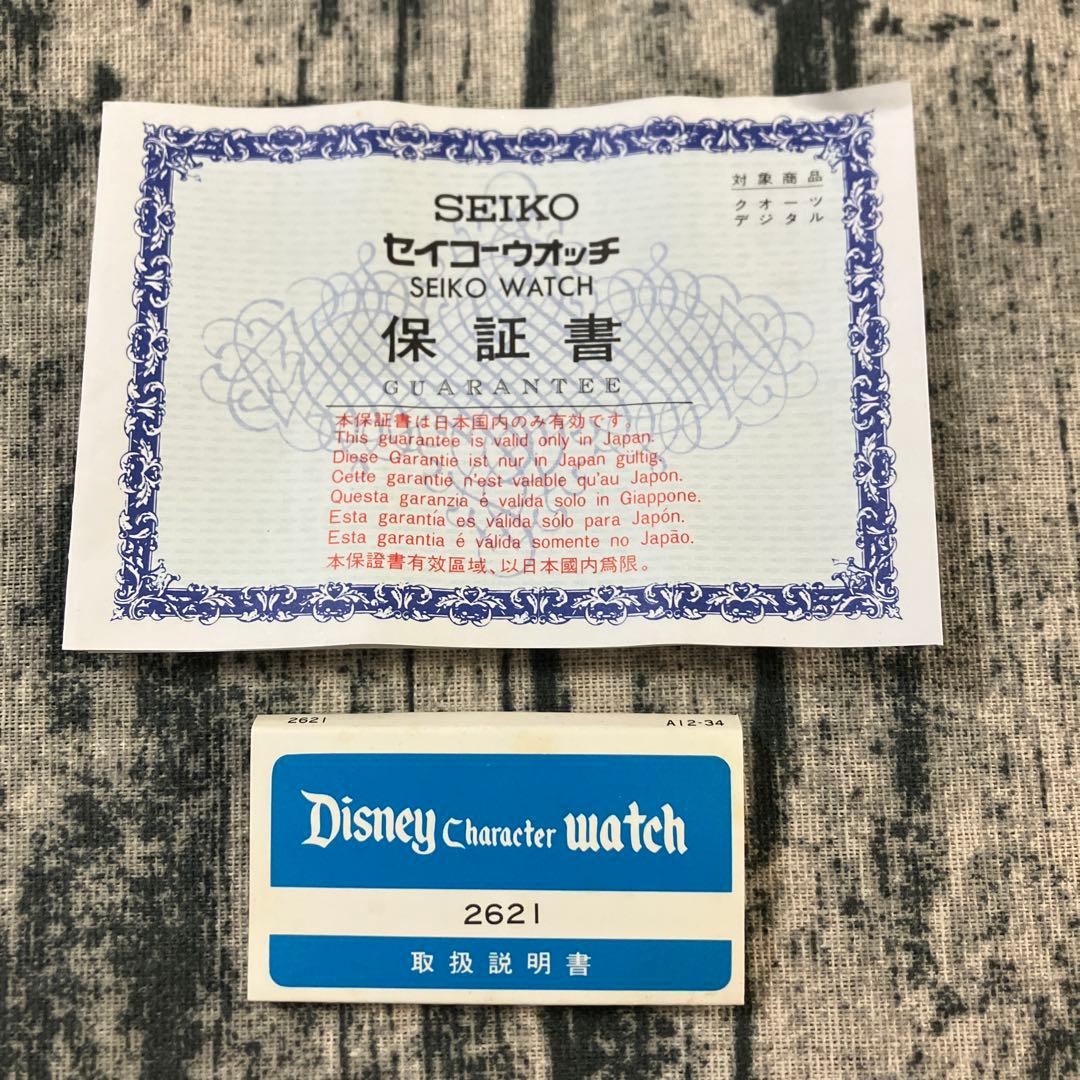 対象商品
クオーツ
デジタル
SEIKO
セイコーウオッチ
SEIKO WATCH
保証書
GUARANTEE
本保証書は日本国内のみ有効です。
This guarantee is valid only in Japan.
Diese Garantie ist nur in Japan gültig.
Cette garantie n'est valable qu'au Japon.
Questa garanzia é valida solo in Giappone.
Esta garantía es válida sólo para Japón.
Esta garantia é válida somente no Japão.
本保證書有效區域、以日本國內爲限。
2621
A12-34
Disney Character watch
2621
取扱説明書